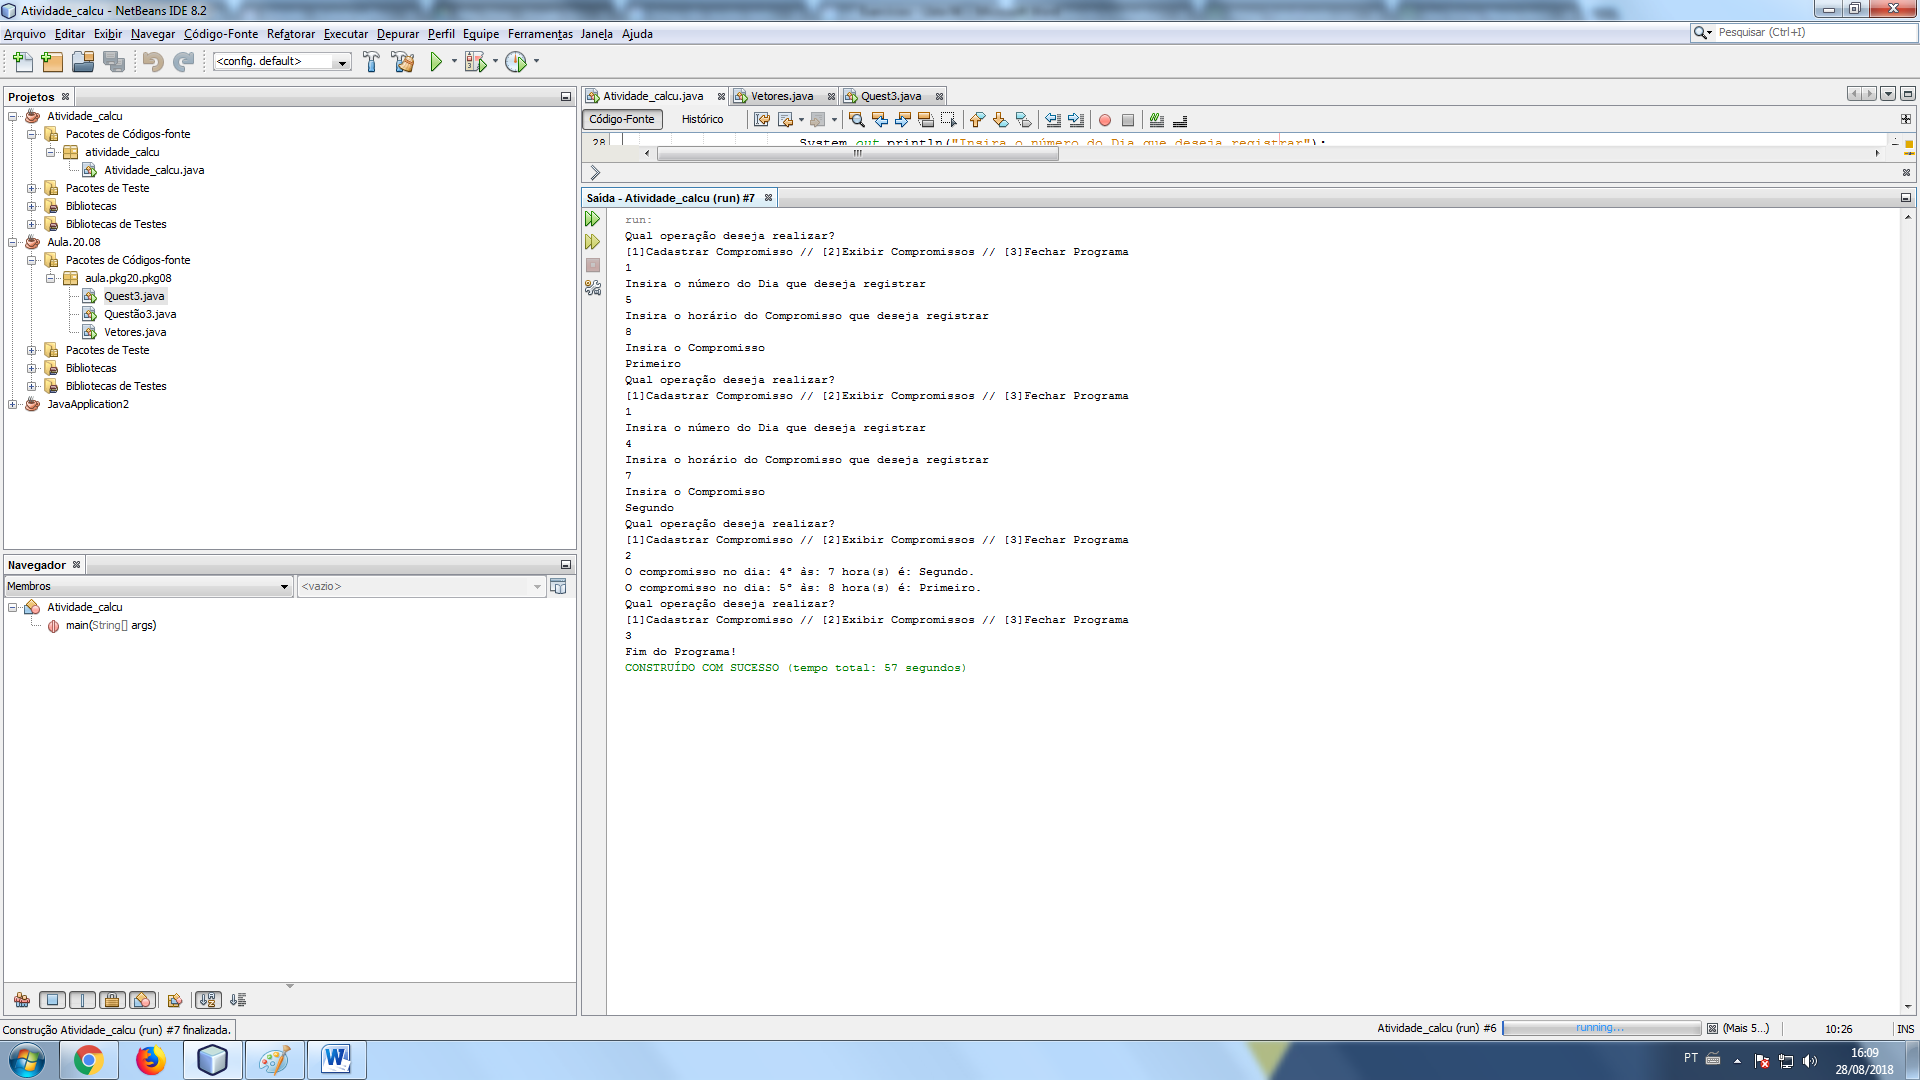 Atividade_calcu - NetBeans IDE 8.2
Arquivo Editar Exibir Navegar Código-Fonte Refatorar Executar Depurar Perfil Equipe Ferramentas Janela Ajuda
Pesquisar (Ctrl+I)
<config. default>
Projetos
Atividade_calcu
Pacotes de Códigos-fonte
atividade_calcu
Atividade_calcu.java
Pacotes de Teste
Bibliotecas
Bibliotecas de Testes
Aula.20.08
Pacotes de Códigos-fonte
aula.pkg20.pkg08
Quest3.java
Questão3.java
Vetores.java
Pacotes de Teste
Bibliotecas
Bibliotecas de Testes
JavaApplication2
Navegador
Membros
<vazio>
Atividade_calcu
main(String[] args)
Atividade_calcu.java Vetores.java Quest3.java
Código-Fonte Histórico
28 System.out.println("Insira o número do Dia que deseja registrar");
Saída - Atividade_calcu (run) #7
run:
Qual operação deseja realizar?
[1]Cadastrar Compromisso // [2]Exibir Compromissos // [3]Fechar Programa
1
Insira o número do Dia que deseja registrar
5
Insira o horário do Compromisso que deseja registrar
8
Insira o Compromisso
Primeiro
Qual operação deseja realizar?
[1]Cadastrar Compromisso // [2]Exibir Compromissos // [3]Fechar Programa
1
Insira o número do Dia que deseja registrar
4
Insira o horário do Compromisso que deseja registrar
7
Insira o Compromisso
Segundo
Qual operação deseja realizar?
[1]Cadastrar Compromisso // [2]Exibir Compromissos // [3]Fechar Programa
2
O compromisso no dia: 4° às: 7 hora(s) é: Segundo.
O compromisso no dia: 5° às: 8 hora(s) é: Primeiro.
Qual operação deseja realizar?
[1]Cadastrar Compromisso // [2]Exibir Compromissos // [3]Fechar Programa
3
Fim do Programa!
CONSTRUÍDO COM SUCESSO (tempo total: 57 segundos)
Construção Atividade_calcu (run) #7 finalizada.
Atividade_calcu (run) #6 running... (Mais 5...) 10:26 INS
PT 16:09
28/08/2018